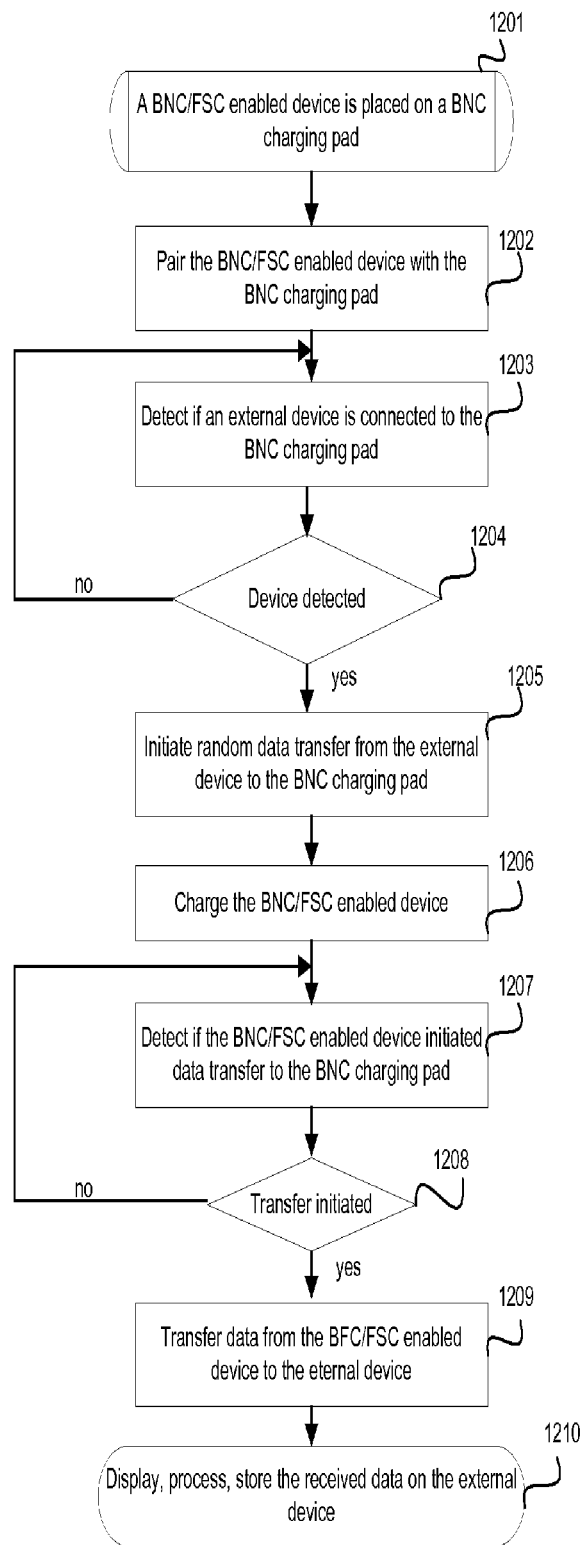 1201
A BNC/FSC enabled device is placed on a BNC
charging pad
1202
Pair the BNC/FSC enabled device with the
BNC charging pad
1203
Detect if an external device is connected to the
BNC charging pad
1204
no
Device detected
yes
1205
Initiate random data transfer from the external
device to the BNC charging pad
1206
Charge the BNC/FSC enabled device
1207
Detect if the BNC/FSC enabled device initiated
data transfer to the BNC charging pad
1208
no
Transfer initiated
yes
1209
Transfer data from the BFC/FSC enabled
device to the eternal device
1210
Display, process, store the received data on the external
device